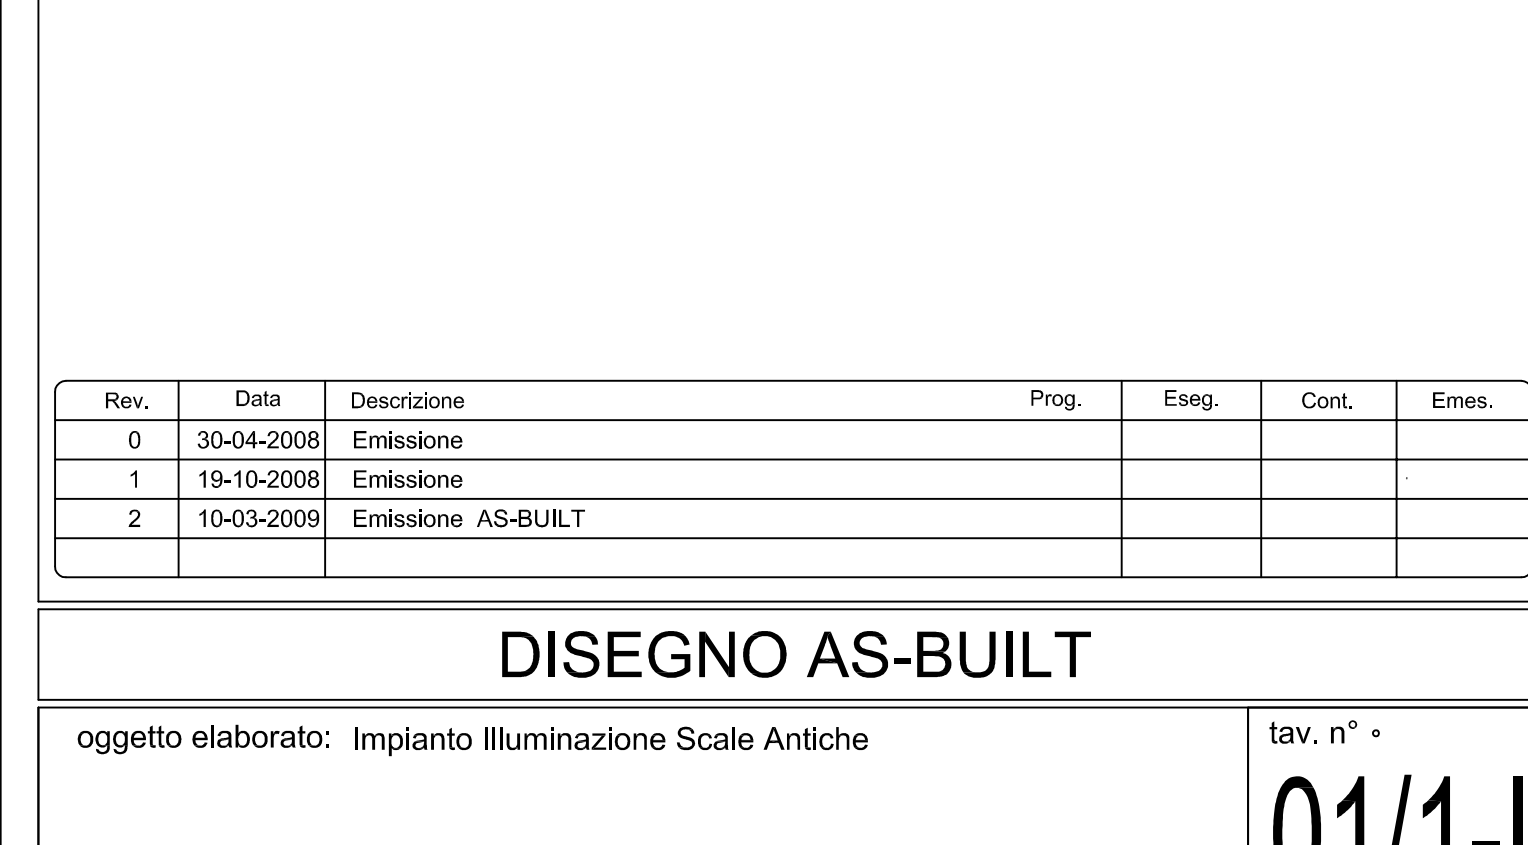 Rev. Data Descrizione Prog. Eseg. Cont. Emes.
0 30-04-2008 Emissione
1 19-10-2008 Emissione
2 10-03-2009 Emissione AS-BUILT
DISEGNO AS-BUILT
oggetto elaborato: Impianto Illuminazione Scale Antiche
tav. n° °
01/1-I